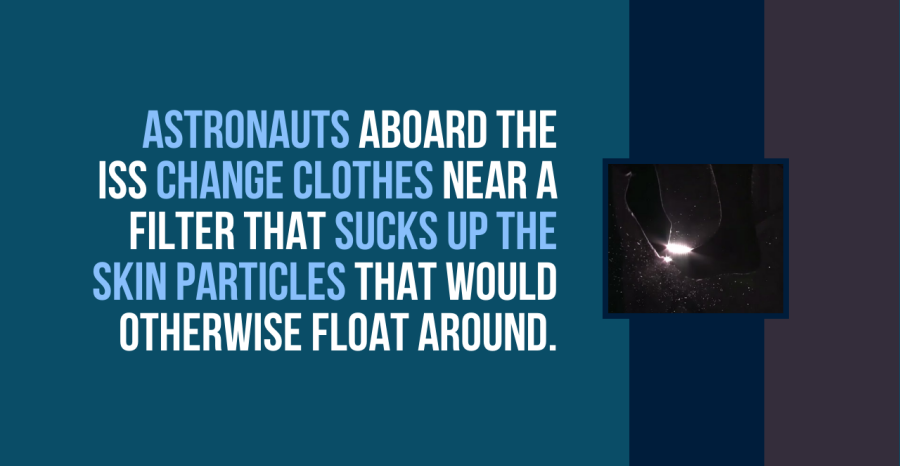 ASTRONAUTS ABOARD THE
ISS CHANGE CLOTHES NEAR A
FILTER THAT SUCKS UP THE
SKIN PARTICLES THAT WOULD
OTHERWISE FLOAT AROUND.